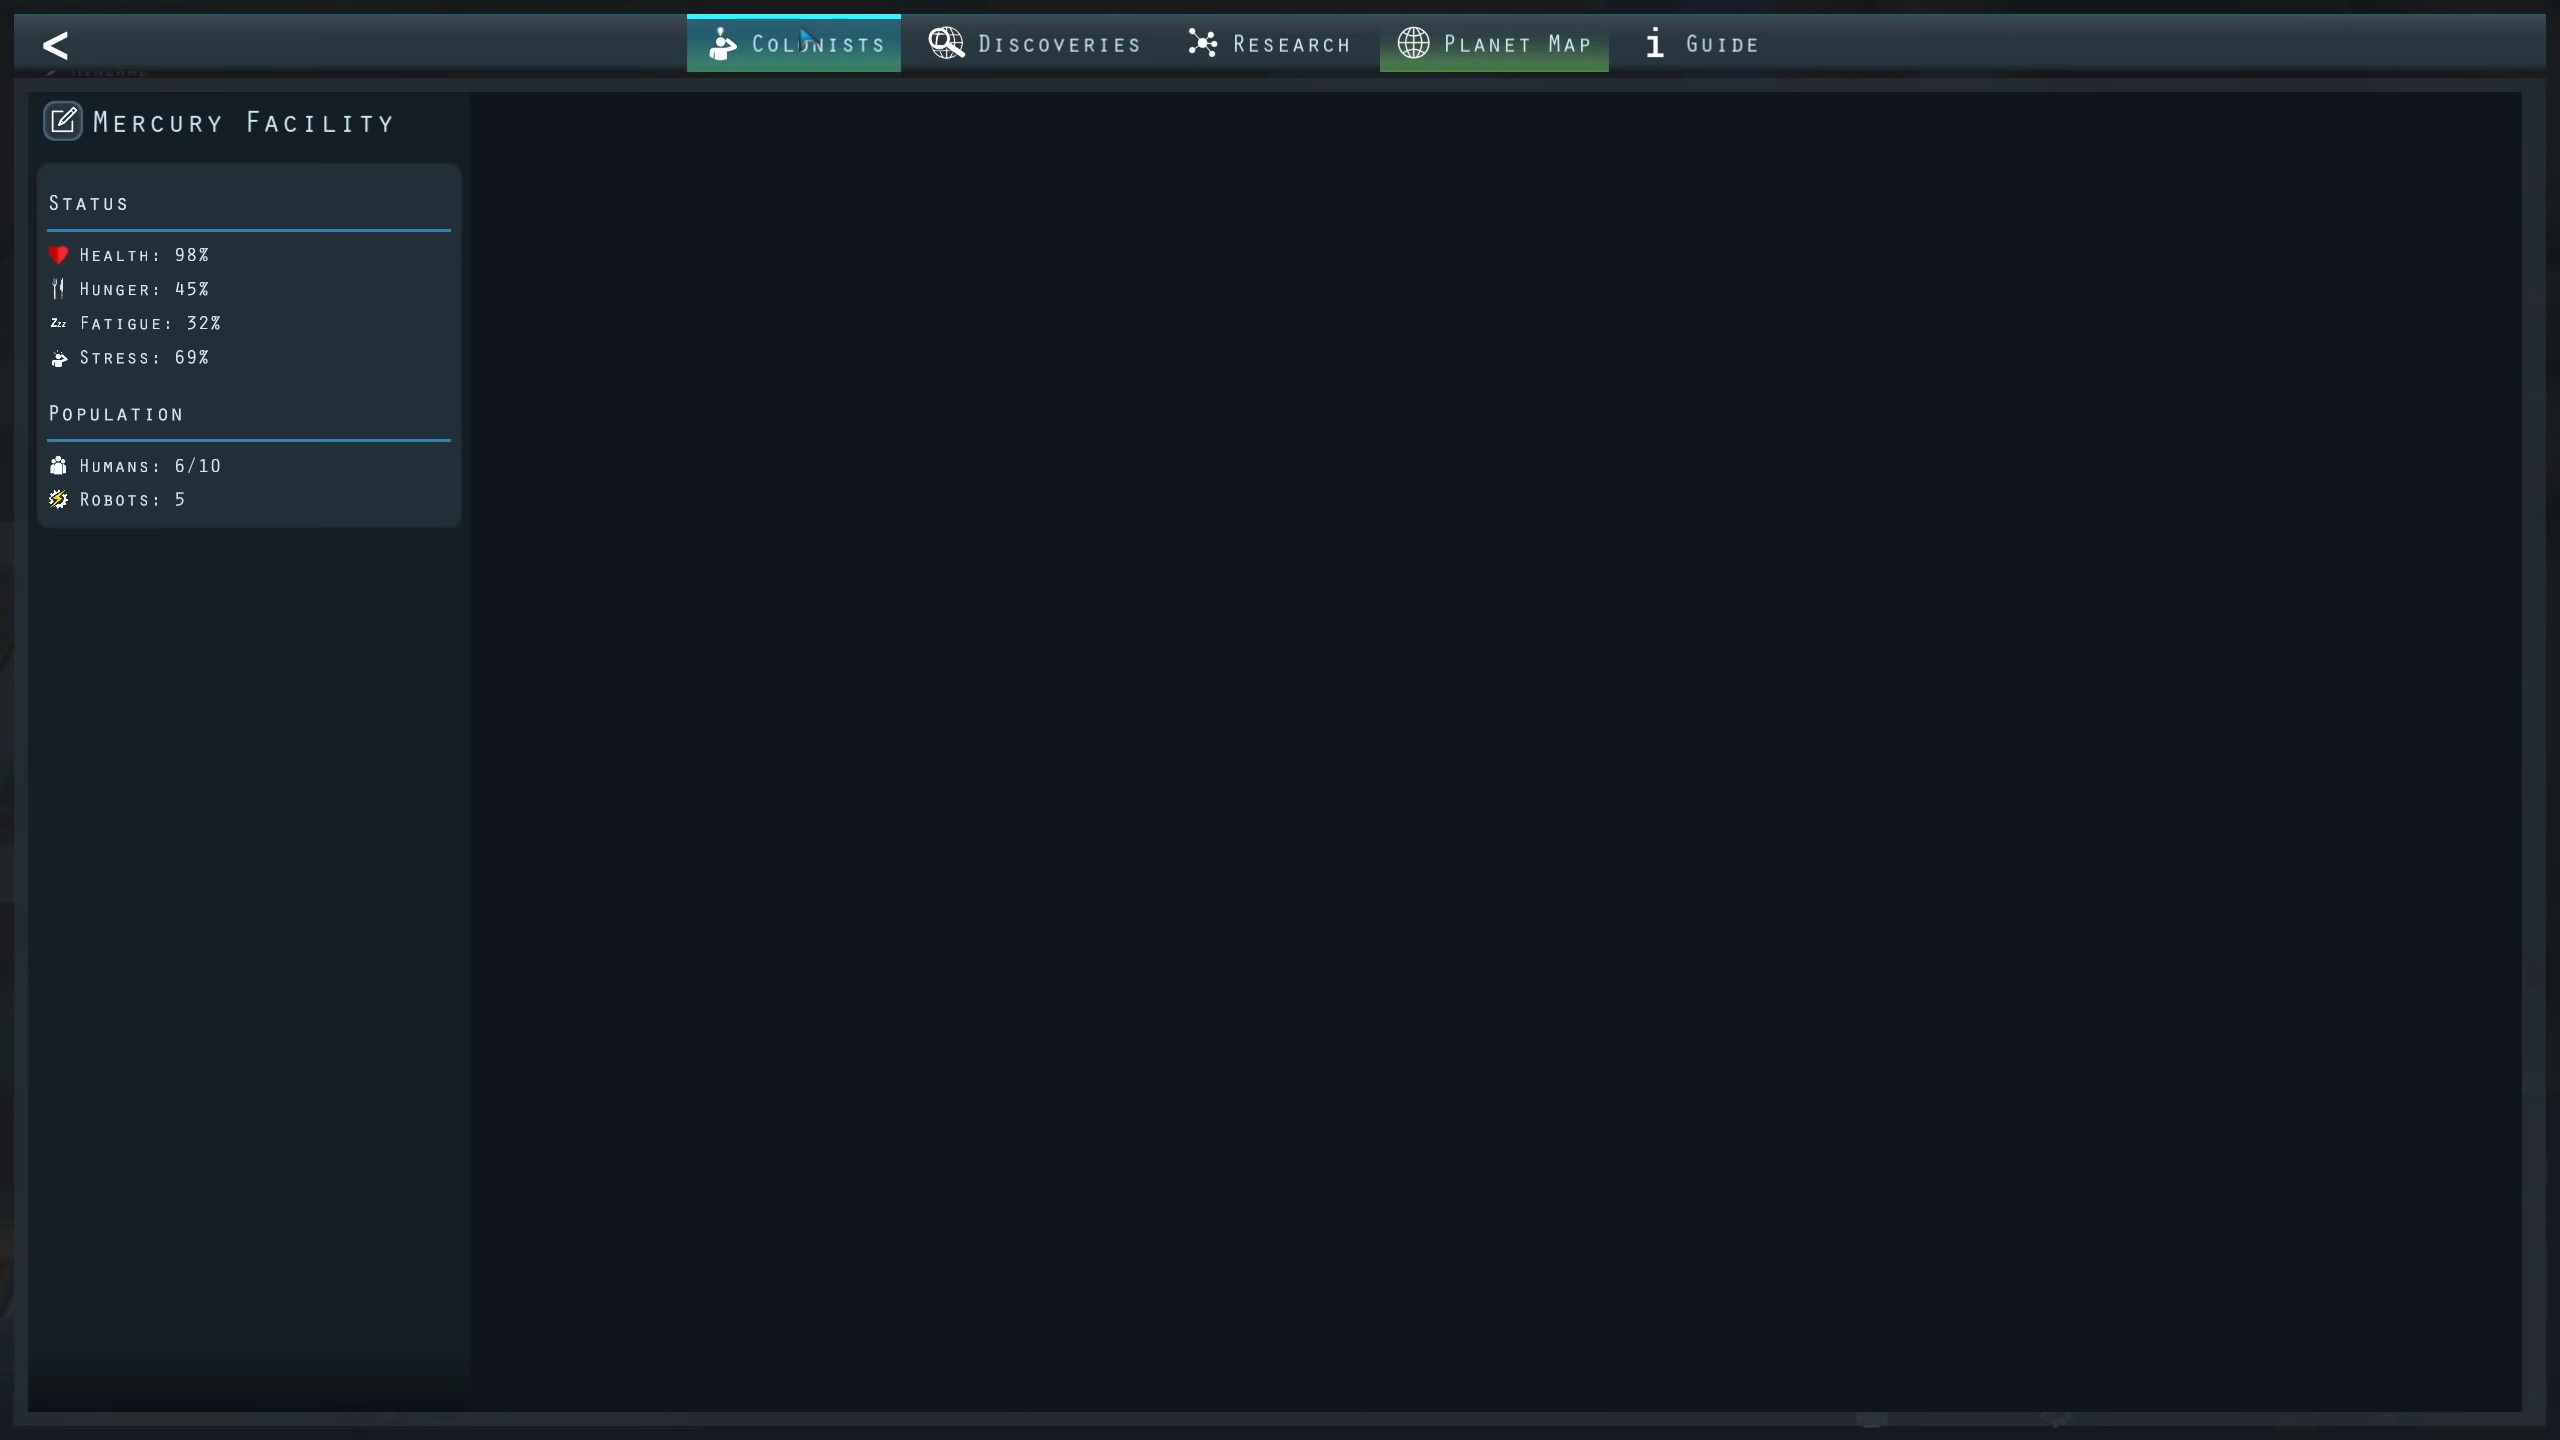 <
Colonists
Discoveries
Research
Planet Map
i Guide
Mercury Facility
Status
Health: 98%
Hunger: 45%
Zzz Fatigue: 32%
Stress: 69%
Population
Humans: 6/10
Robots: 5